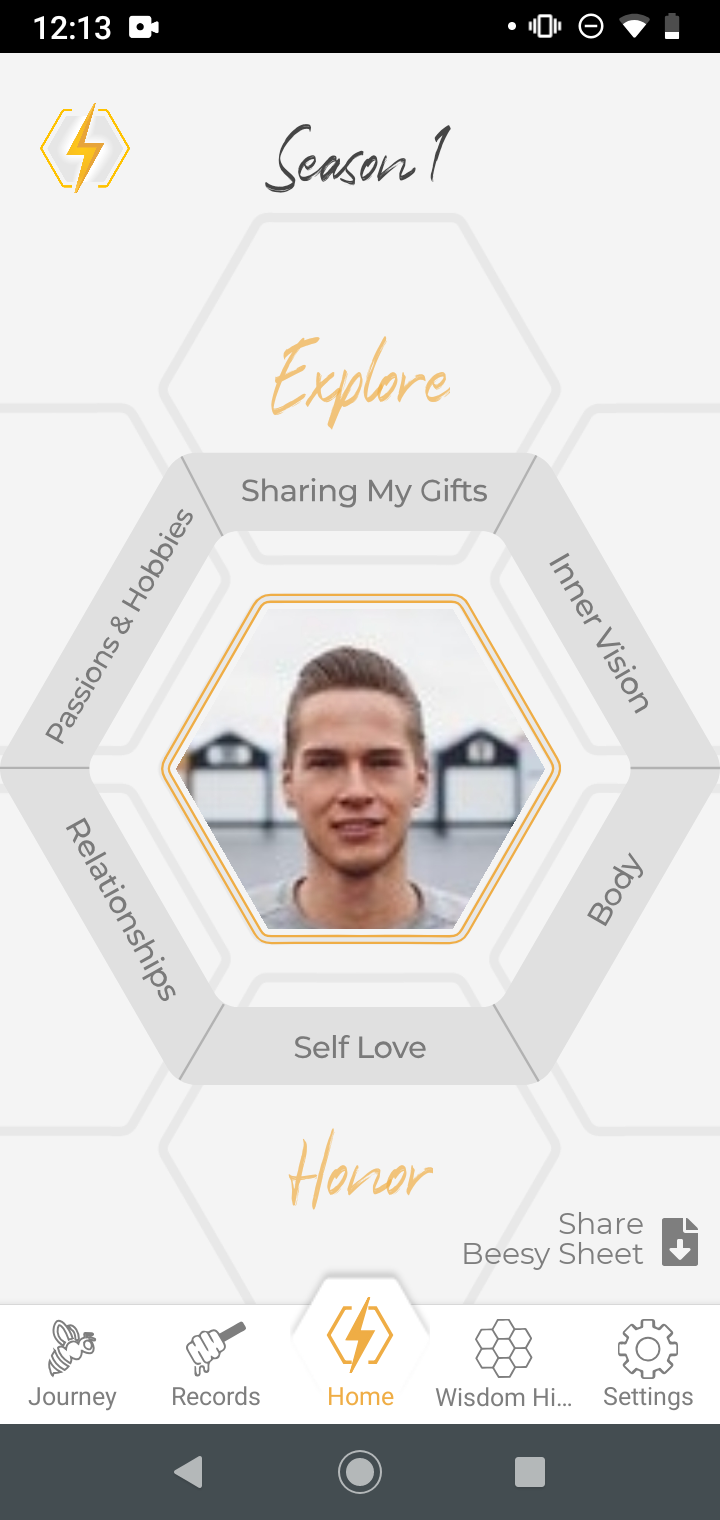 12:13
Season 1
Explore
Sharing My Gifts
Passions & Hobbies
Inner Vision
Relationships
Body
Self Love
Honor
Share
Beesy Sheet
Journey
Records
Home
Wisdom Hi...
Settings